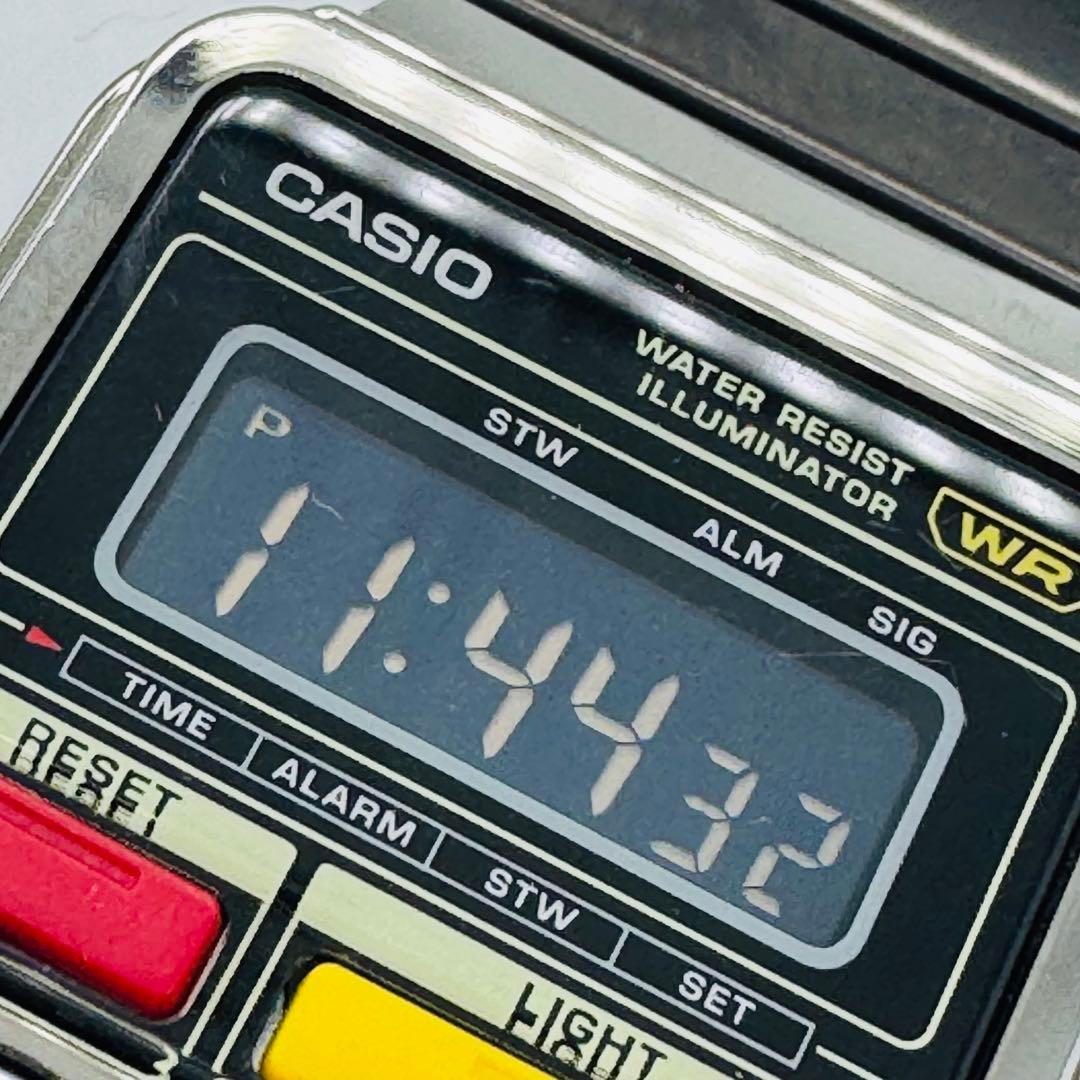 CASIO
WATER RESIST
ILLUMINATOR
WR
STW
ALM
SIG
P
11:44 32
TIME
ALARM
STW
SET
RESET
LIGHT